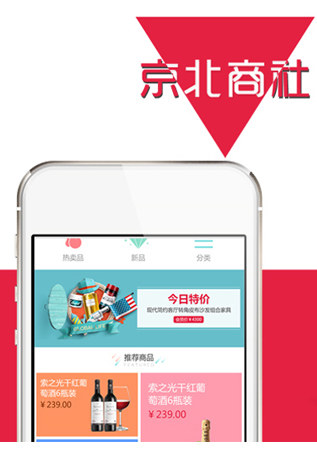 京北商社
热卖品
新品
分类
今日特价
现代简约客厅转角皮布沙发组合家具
会员价 ¥ 4300
推荐商品
FEATURED
索之光干红葡
萄酒6瓶装
¥ 239.00
索之光干红葡
萄酒6瓶装
¥ 239.00